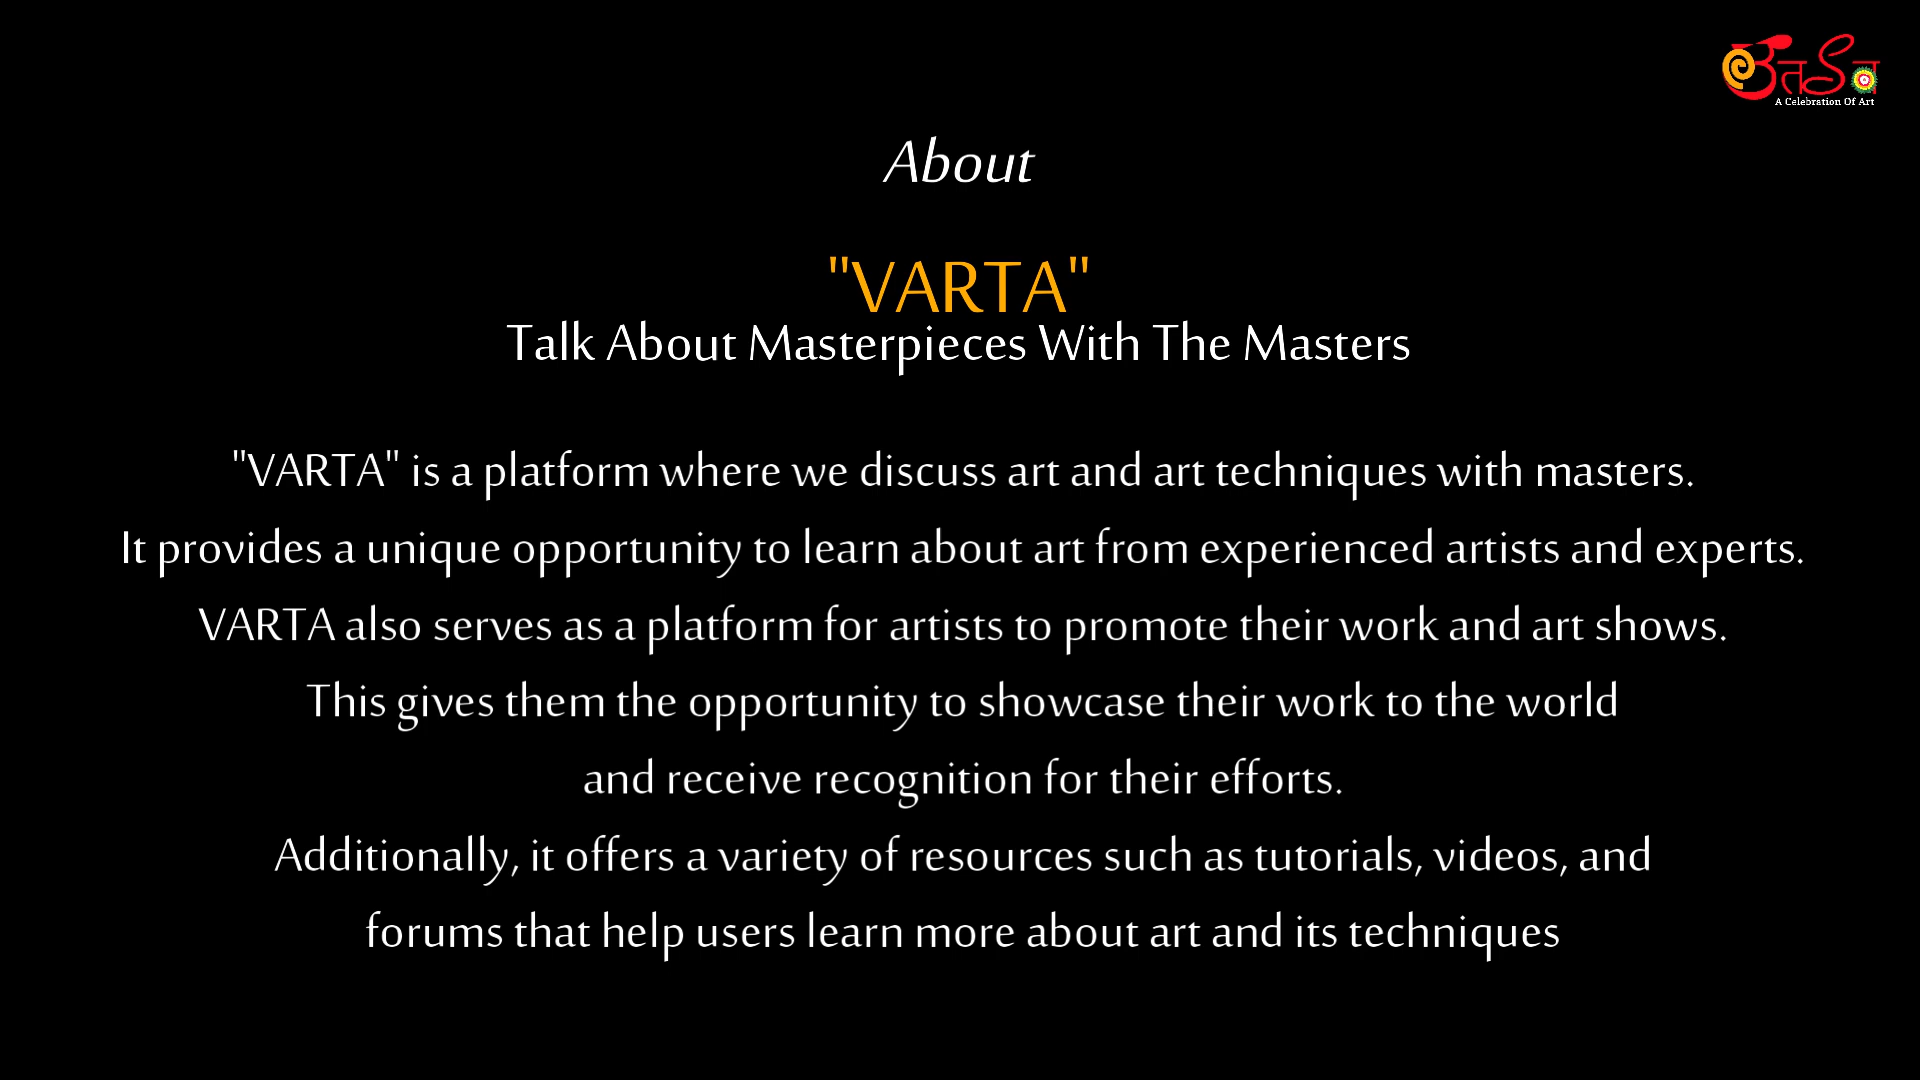 A Celebration Of Art
About
"VARTA"
Talk About Masterpieces With The Masters
"VARTA" is a platform where we discuss art and art techniques with masters.
It provides a unique opportunity to learn about art from experienced artists and experts.
VARTA also serves as a platform for artists to promote their work and art shows.
This gives them the opportunity to showcase their work to the world
and receive recognition for their efforts.
Additionally, it offers a variety of resources such as tutorials, videos, and
forums that help users learn more about art and its techniques